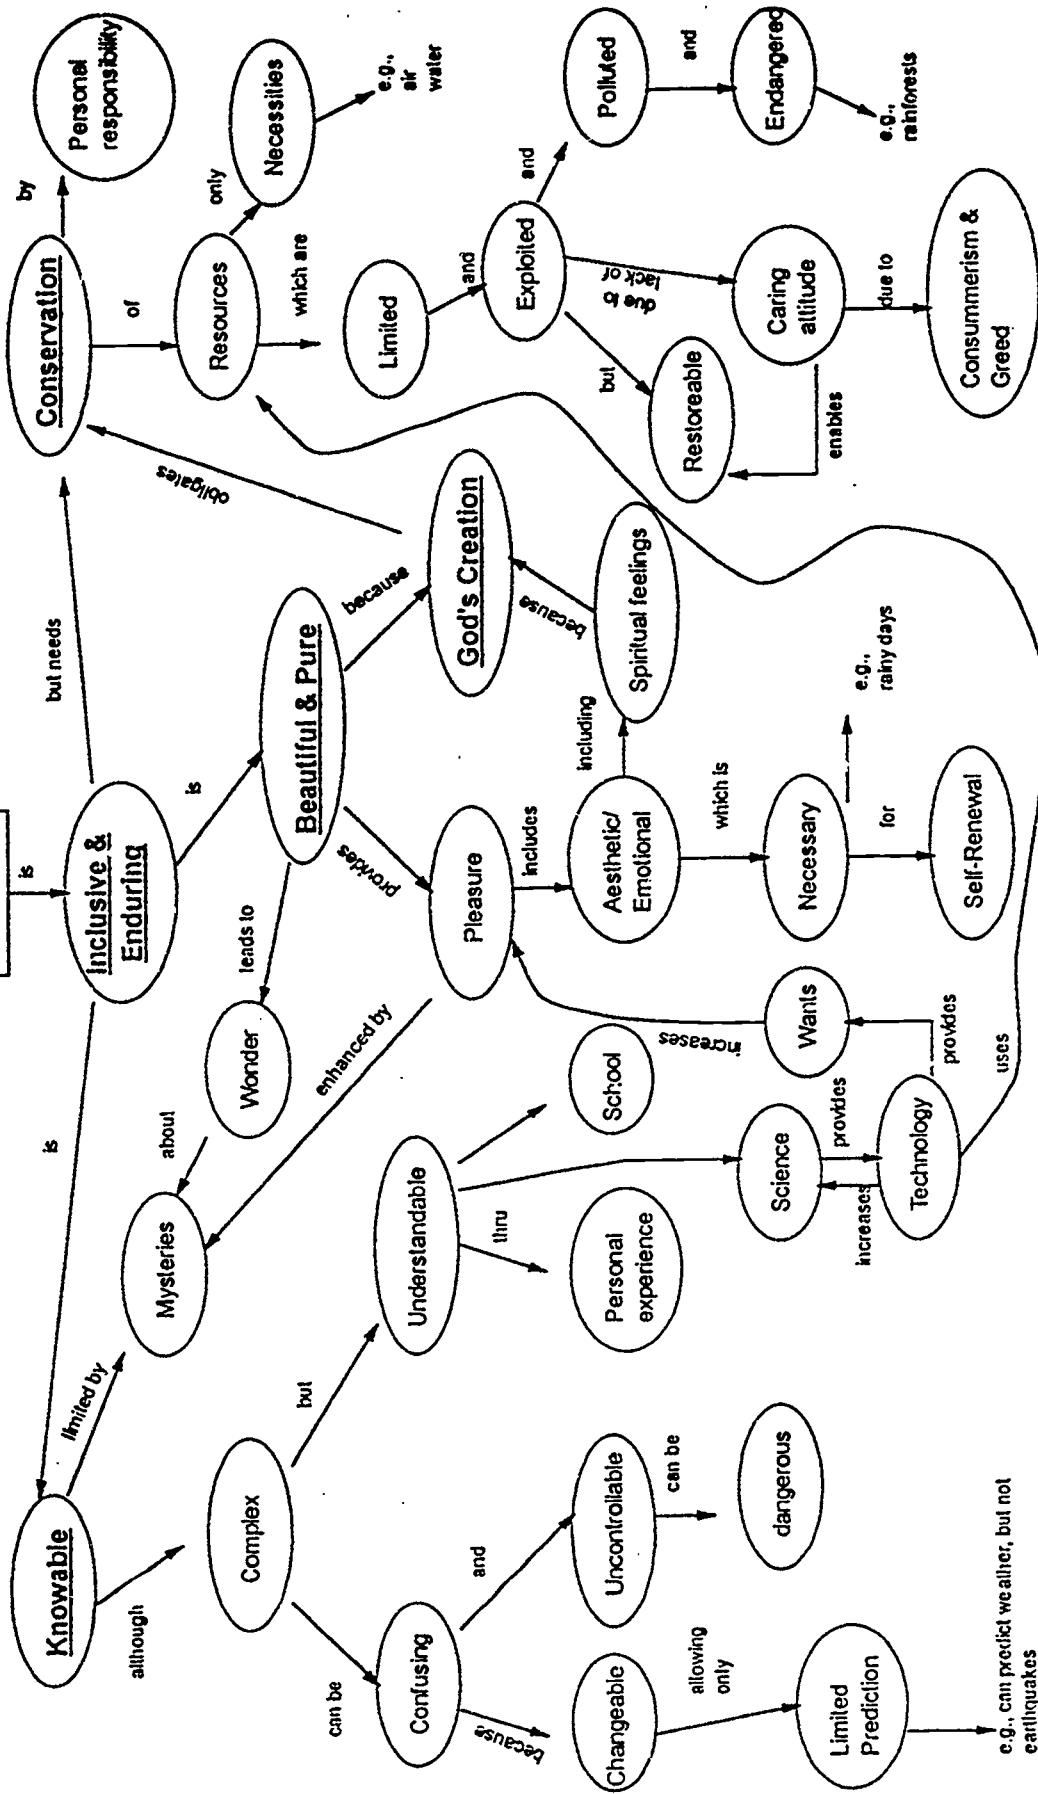 is
Inclusive &
Enduring
is
but needs
is
Knowable
limited by
although
Mysteries
about
Wonder
leads to
Beautiful & Pure
because
provides
enhanced by
God's Creation
obligates
Conservation
by
Personal
responsibility
of
Resources
only
Necessities
e.g.,
air
water
which are
Limited
and
Exploited
and
Polluted
and
Endangered
e.g.,
rainforests
but
due to
lack of
Restoreable
Caring
attitude
enables
due to
Consummerism &
Greed
Complex
can be
but
Confusing
and
because
Changeable
allowing
only
Limited
Prediction
e.g., can predict weather, but not
earthquakes
Uncontrollable
can be
dangerous
Understandable
thru
Personal
experience
School
Science
provides
increases
Technology
provides
uses
Wants
increases
Pleasure
includes
Aesthetic/
Emotional
including
Spiritual feelings
because
which is
Necessary
e.g.,
rainy days
for
Self-Renewal